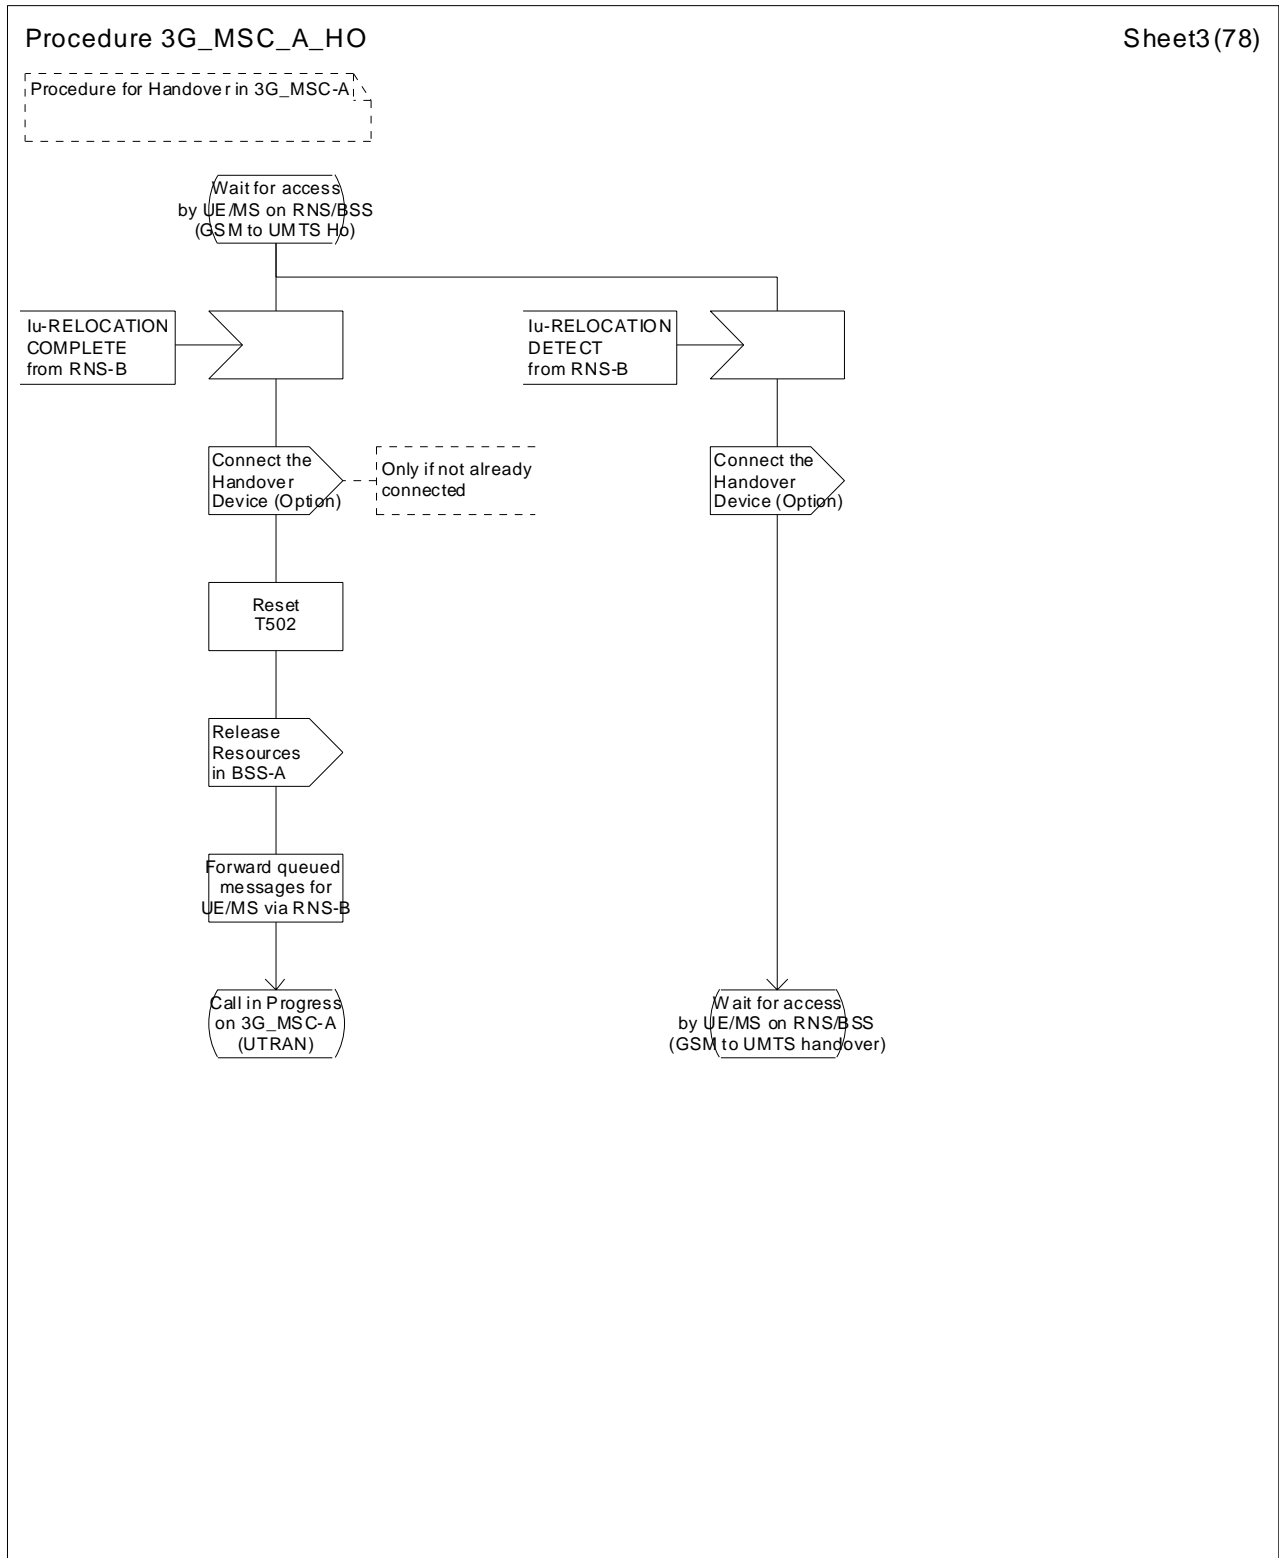 Procedure 3G_MSC_A_HO
Sheet3(78)
Procedure for Handover in 3G_MSC-A
Wait for access
by UE/MS on RNS/BSS
(GSM to UMTS Ho)
Iu-RELOCATION
COMPLETE
from RNS-B
Iu-RELOCATION
DETECT
from RNS-B
Connect the
Handover
Device (Option)
Only if not already
connected
Connect the
Handover
Device (Option)
Reset
T502
Release
Resources
in BSS-A
Forward queued
messages for
UE/MS via RNS-B
Call in Progress
on 3G_MSC-A
(UTRAN)
Wait for access
by UE/MS on RNS/BSS
(GSM to UMTS handover)